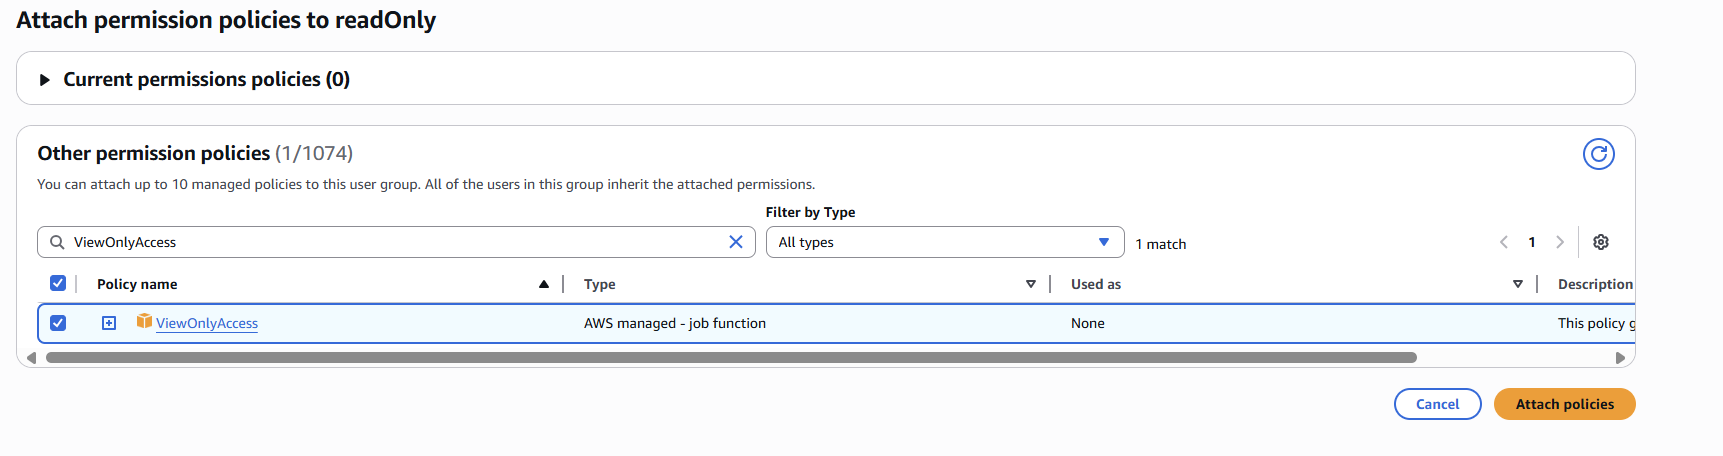 Attach permission policies to readOnly
Current permissions policies (0)
Other permission policies (1/1074)
You can attach up to 10 managed policies to this user group. All of the users in this group inherit the attached permissions.
Filter by Type
ViewOnlyAccess All types 1 match 1
Policy name Type Used as Description
ViewOnlyAccess AWS managed - job function None This policy g
Cancel Attach policies